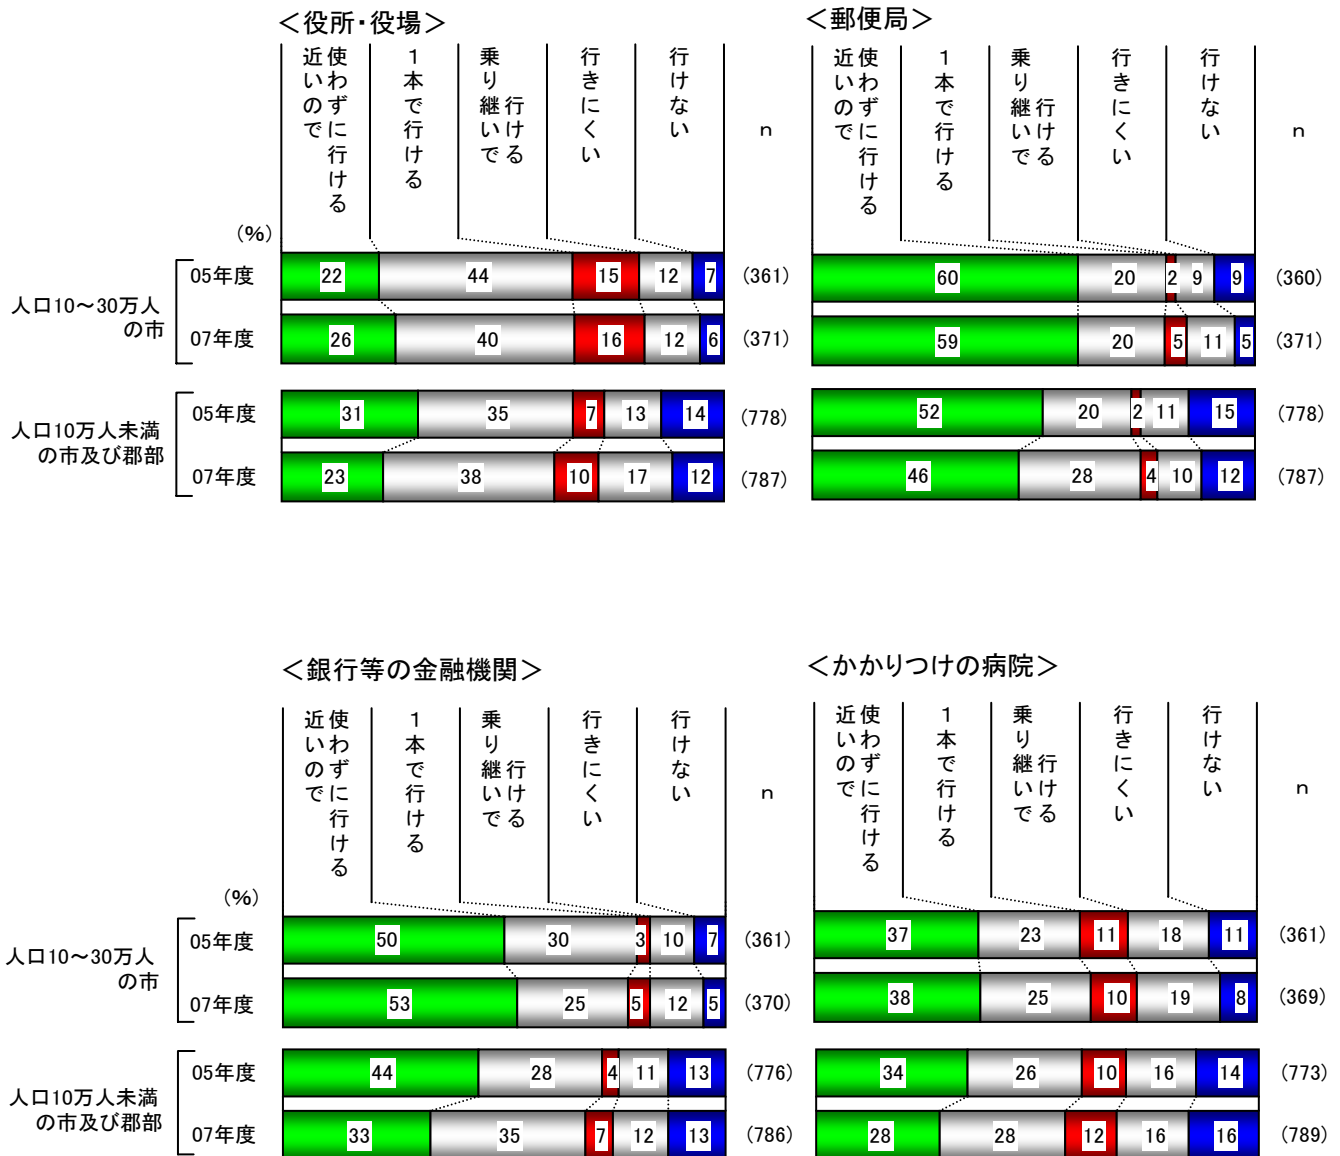 ＜役所・役場＞
近いので
使わずに行ける
1本で行ける
乗り継いで
行ける
行きにくい
行けない
n
(%)
人口10～30万人
の市
05年度
22 44 15 12 7 (361)
07年度
26 40 16 12 6 (371)
人口10万人未満
の市及び郡部
05年度
31 35 7 13 14 (778)
07年度
23 38 10 17 12 (787)
＜郵便局＞
近いので
使わずに行ける
1本で行ける
乗り継いで
行ける
行きにくい
行けない
n
60 20 2 9 9 (360)
59 20 5 11 5 (371)
52 20 2 11 15 (778)
46 28 4 10 12 (787)
＜銀行等の金融機関＞
近いので
使わずに行ける
1本で行ける
乗り継いで
行ける
行きにくい
行けない
n
(%)
人口10～30万人
の市
05年度
50 30 3 10 7 (361)
07年度
53 25 5 12 5 (370)
人口10万人未満
の市及び郡部
05年度
44 28 4 11 13 (776)
07年度
33 35 7 12 13 (786)
＜かかりつけの病院＞
近いので
使わずに行ける
1本で行ける
乗り継いで
行ける
行きにくい
行けない
n
37 23 11 18 11 (361)
38 25 10 19 8 (369)
34 26 10 16 14 (773)
28 28 12 16 16 (789)